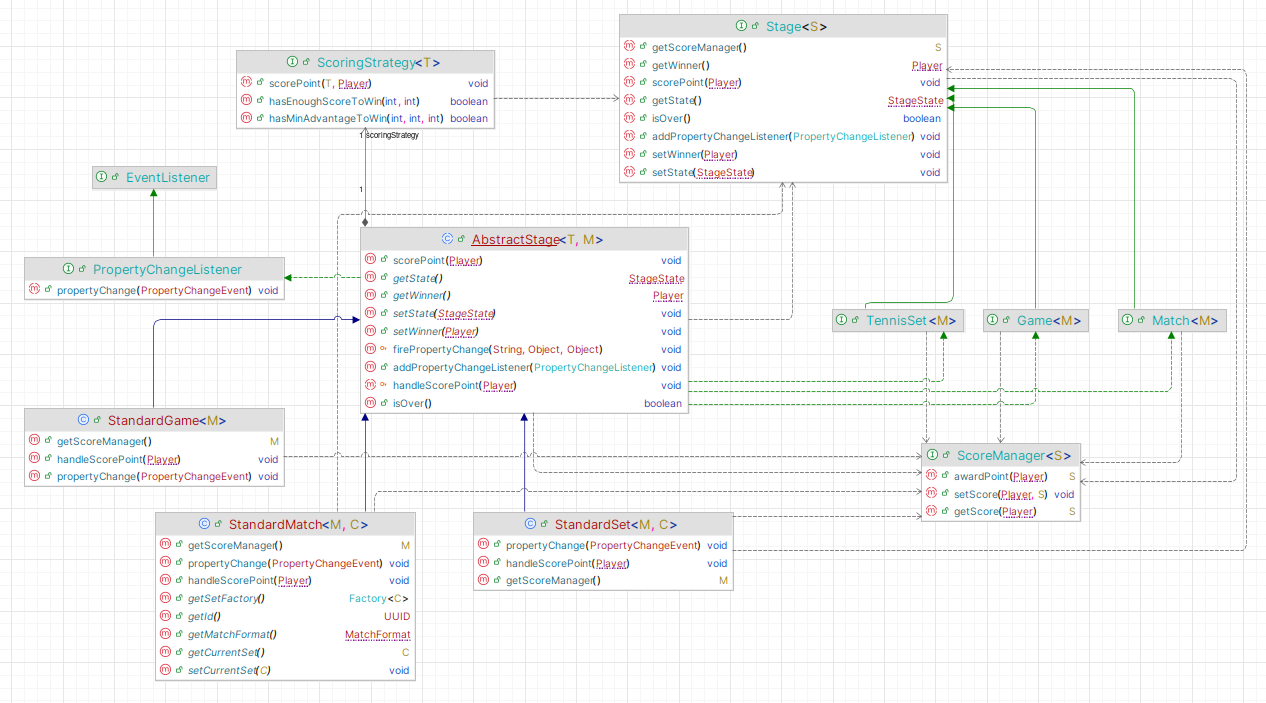 Stage<S>
getScoreManager() S
getWinner() Player
scorePoint(Player) void
getState() StageState
isOver() boolean
addPropertyChangeListener(PropertyChangeListener) void
setWinner(Player) void
setState(StageState) void
ScoringStrategy<T>
scorePoint(T, Player) void
hasEnoughScoreToWin(int, int) boolean
hasMinAdvantageToWin(int, int, int) boolean
1 scoringStrategy
1
EventListener
PropertyChangeListener
propertyChange(PropertyChangeEvent) void
AbstractStage<T, M>
scorePoint(Player) void
getState() StageState
getWinner() Player
setState(StageState) void
setWinner(Player) void
firePropertyChange(String, Object, Object) void
addPropertyChangeListener(PropertyChangeListener) void
handleScorePoint(Player) void
isOver() boolean
TennisSet<M>
Game<M>
Match<M>
StandardGame<M>
getScoreManager() M
handleScorePoint(Player) void
propertyChange(PropertyChangeEvent) void
ScoreManager<S>
awardPoint(Player) S
setScore(Player, S) void
getScore(Player) S
StandardMatch<M, C>
getScoreManager() M
propertyChange(PropertyChangeEvent) void
handleScorePoint(Player) void
getSetFactory() Factory<C>
getId() UUID
getMatchFormat() MatchFormat
getCurrentSet() C
setCurrentSet(C) void
StandardSet<M, C>
propertyChange(PropertyChangeEvent) void
handleScorePoint(Player) void
getScoreManager() M